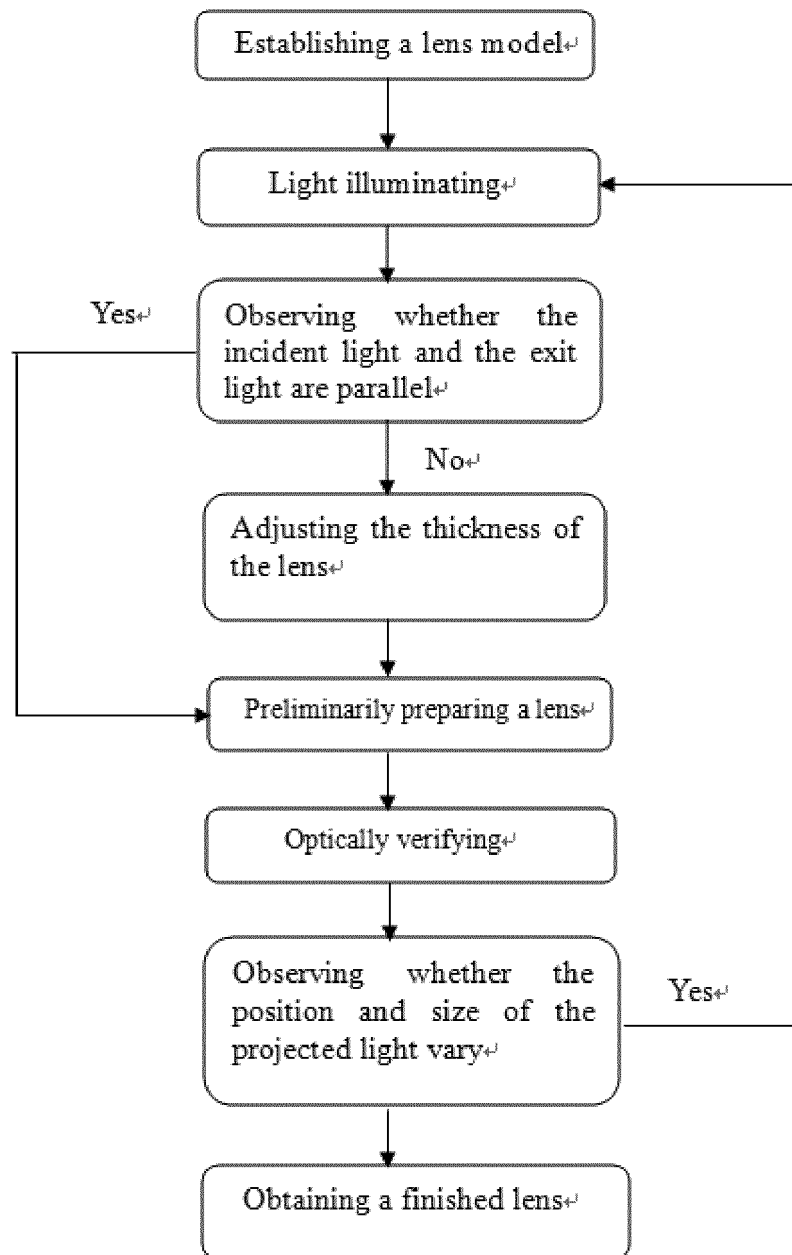 Establishing a lens model↵
Light illuminating↵
Yes↵
Observing whether the
incident light and the exit
light are parallel↵
No↵
Adjusting the thickness of
the lens↵
Preliminarily preparing a lens↵
Optically verifying↵
Observing whether the
position and size of the
projected light vary↵
Yes↵
Obtaining a finished lens↵